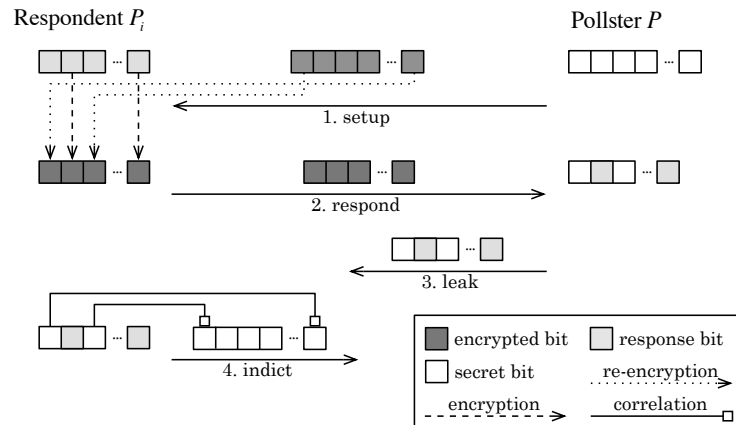 Respondent P_i
Pollster P
...
...
...
1. setup
...
...
...
2. respond
...
3. leak
...
...
4. indict
encrypted bit
response bit
secret bit
re-encryption
encryption
correlation